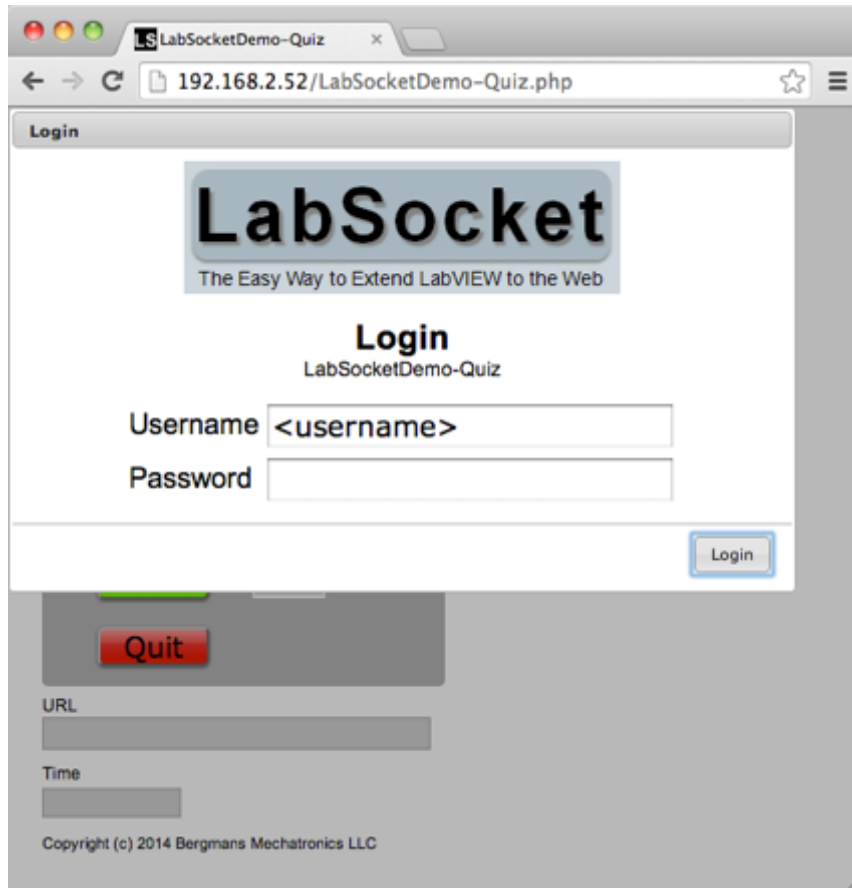 LS LabSocketDemo-Quiz
192.168.2.52/LabSocketDemo-Quiz.php
Login
LabSocket
The Easy Way to Extend LabVIEW to the Web
Login
LabSocketDemo-Quiz
Username <username>
Password
Login
Quit
URL
Time
Copyright (c) 2014 Bergmans Mechatronics LLC